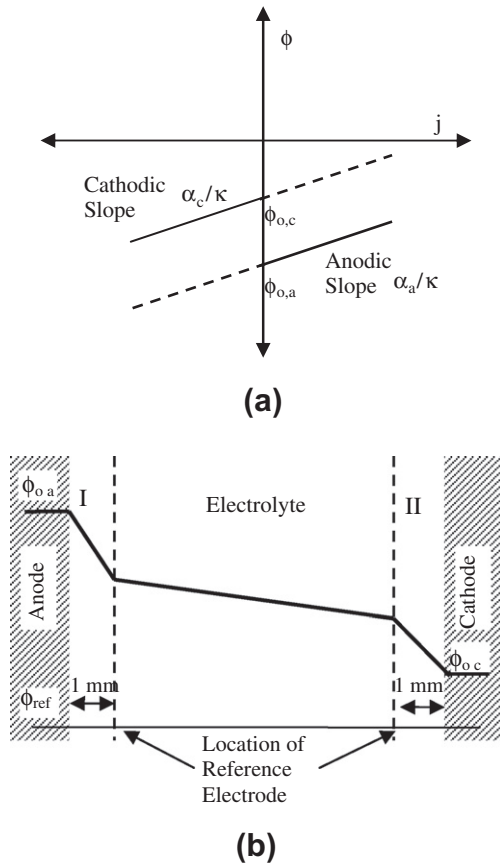 ϕ
j
Cathodic
Slope
α_c/κ
ϕ_o,c
ϕ_o,a
Anodic
Slope
α_a/κ
(a)
ϕ_o a
I
Electrolyte
II
Anode
Cathode
ϕ_o c
1 mm
1 mm
ϕ_ref
Location of
Reference
Electrode
(b)